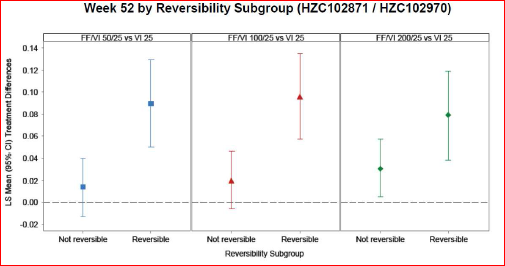 Week 52 by Reversibility Subgroup (HZC102871 / HZC102970)
FF/VI 50/25 vs VI 25
FF/VI 100/25 vs VI 25
FF/VI 200/25 vs VI 25
LS Mean (95% CI) Treatment Differences
0.14
0.12
0.10
0.08
0.06
0.04
0.02
0.00
-0.02
Not reversible
Reversible
Not reversible
Reversible
Not reversible
Reversible
Reversibility Subgroup